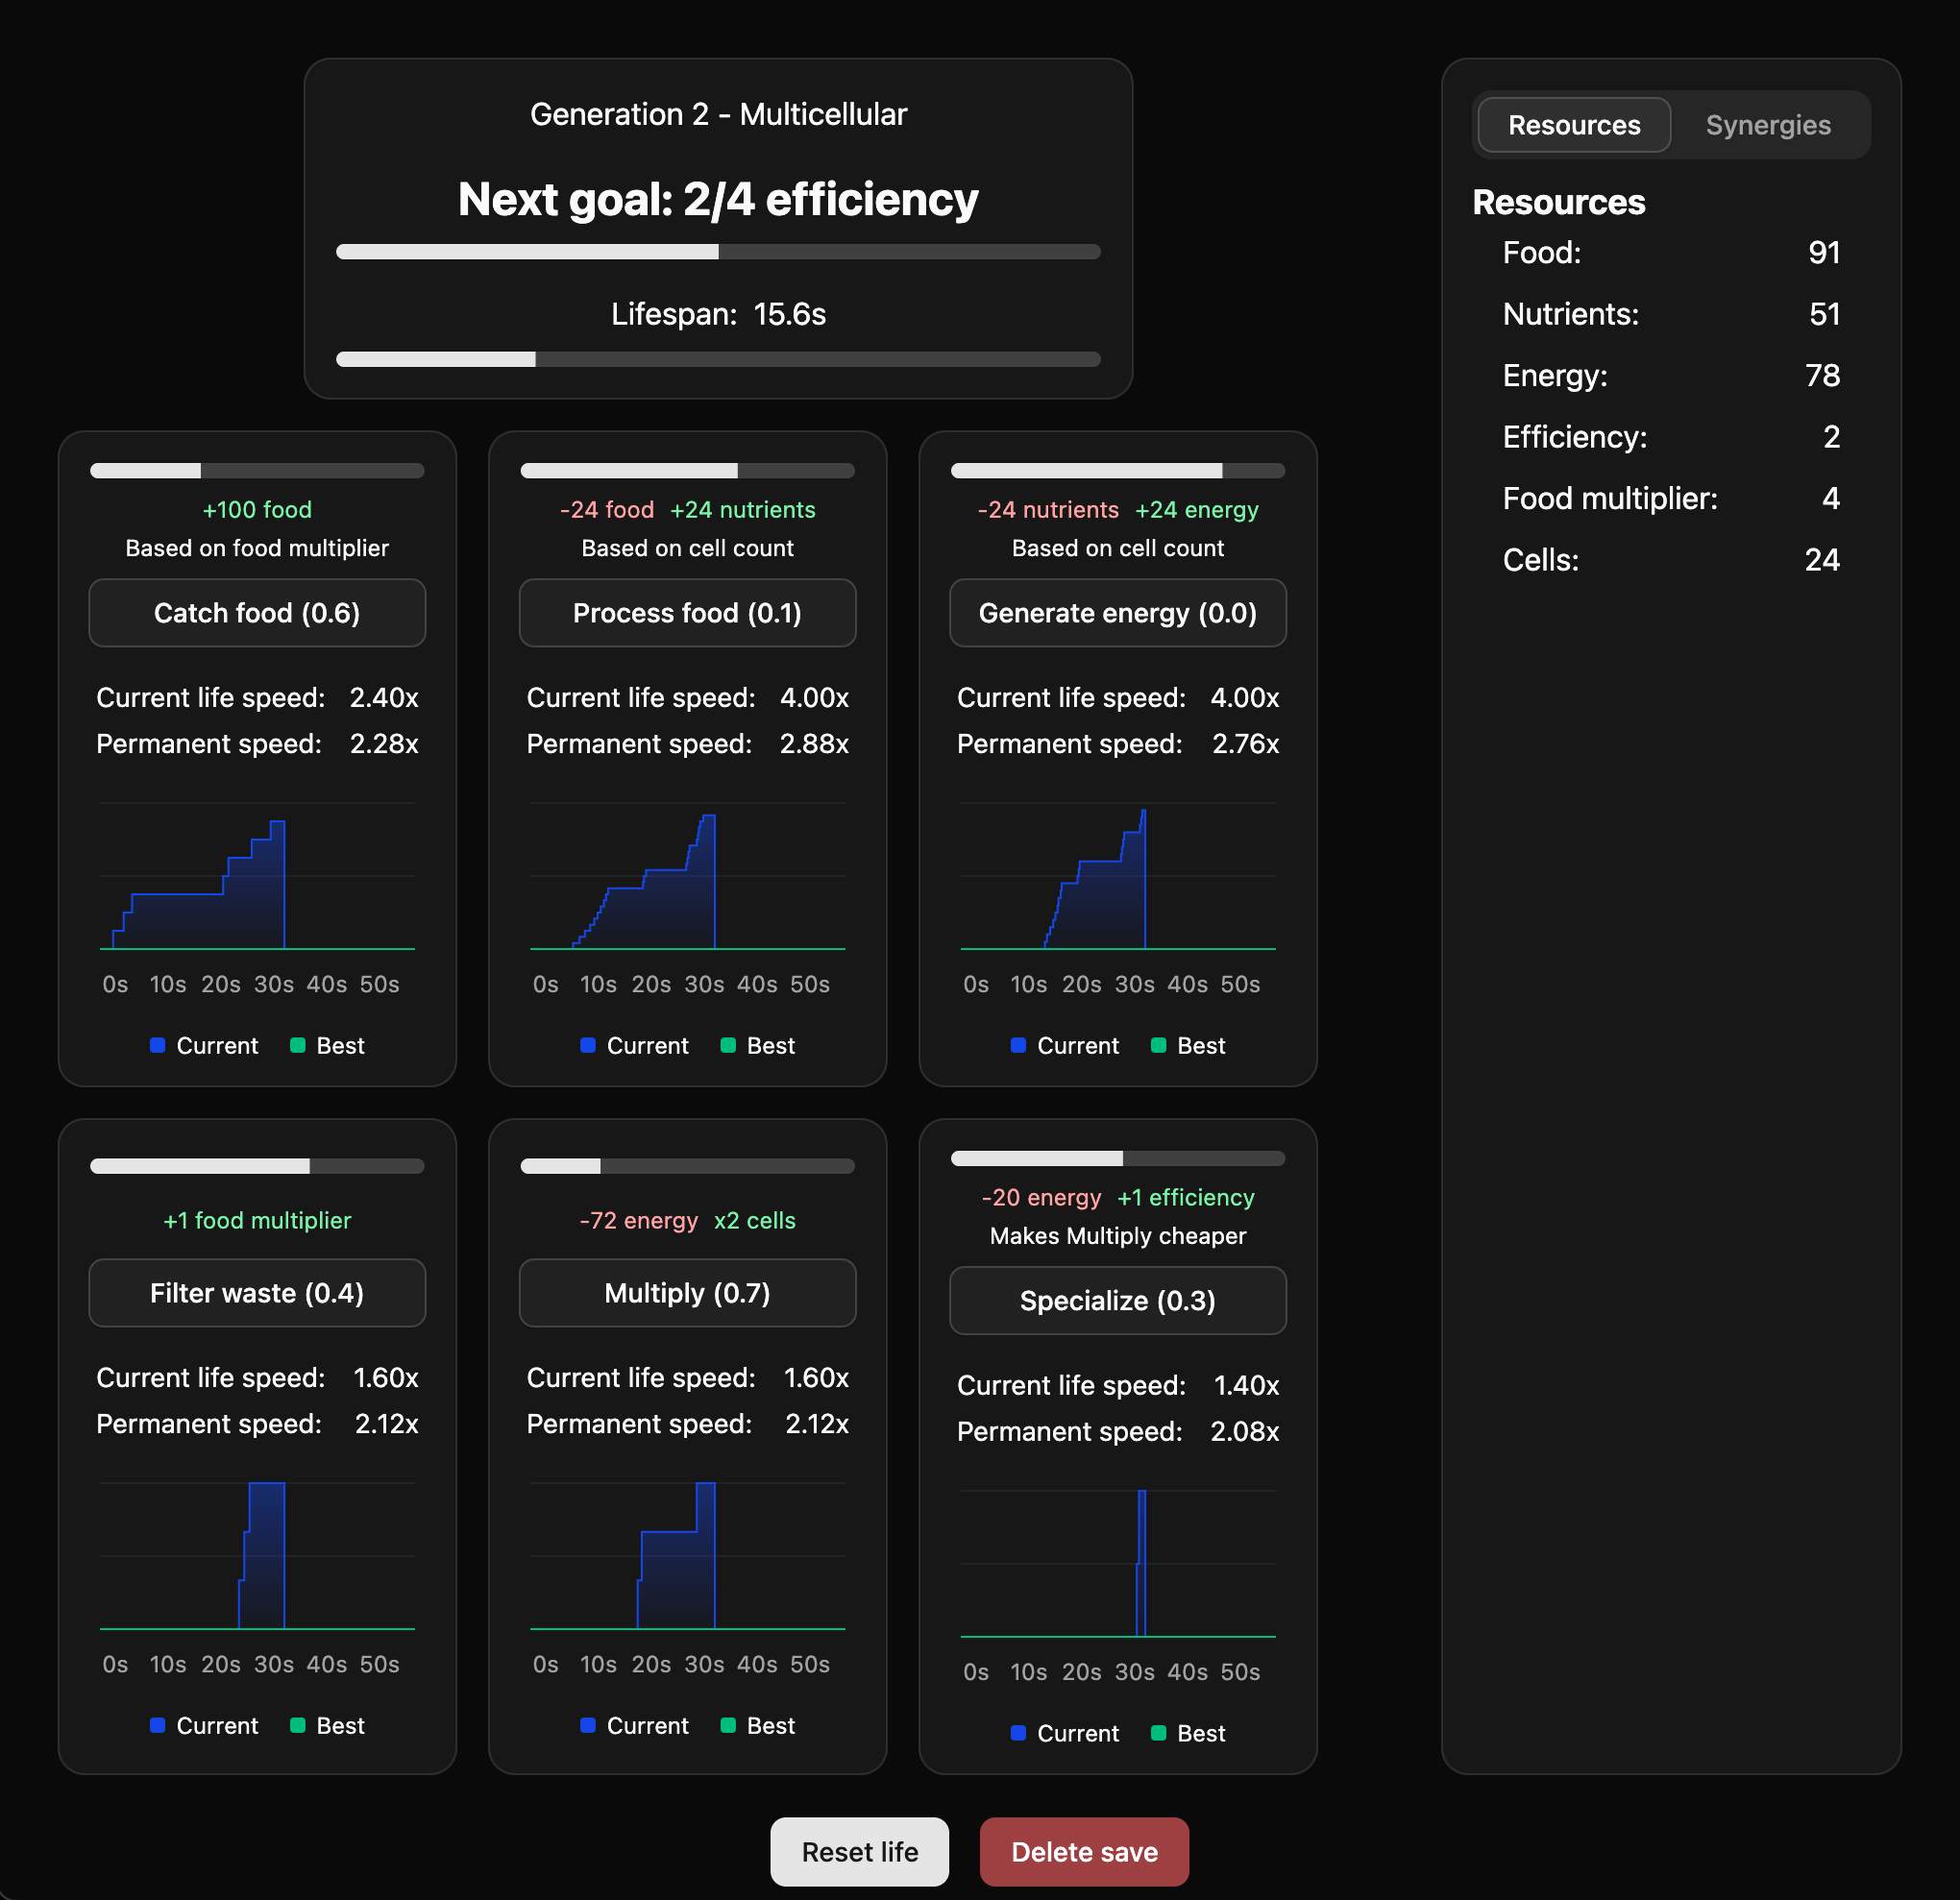 Generation 2 - Multicellular
Next goal: 2/4 efficiency
Lifespan: 15.6s
+100 food
Based on food multiplier
Catch food (0.6)
Current life speed: 2.40x
Permanent speed: 2.28x
0s 10s 20s 30s 40s 50s
Current Best
-24 food +24 nutrients
Based on cell count
Process food (0.1)
Current life speed: 4.00x
Permanent speed: 2.88x
0s 10s 20s 30s 40s 50s
Current Best
-24 nutrients +24 energy
Based on cell count
Generate energy (0.0)
Current life speed: 4.00x
Permanent speed: 2.76x
0s 10s 20s 30s 40s 50s
Current Best
+1 food multiplier
Filter waste (0.4)
Current life speed: 1.60x
Permanent speed: 2.12x
0s 10s 20s 30s 40s 50s
Current Best
-72 energy x2 cells
Multiply (0.7)
Current life speed: 1.60x
Permanent speed: 2.12x
0s 10s 20s 30s 40s 50s
Current Best
-20 energy +1 efficiency
Makes Multiply cheaper
Specialize (0.3)
Current life speed: 1.40x
Permanent speed: 2.08x
0s 10s 20s 30s 40s 50s
Current Best
Reset life Delete save
Resources Synergies
Resources
Food: 91
Nutrients: 51
Energy: 78
Efficiency: 2
Food multiplier: 4
Cells: 24